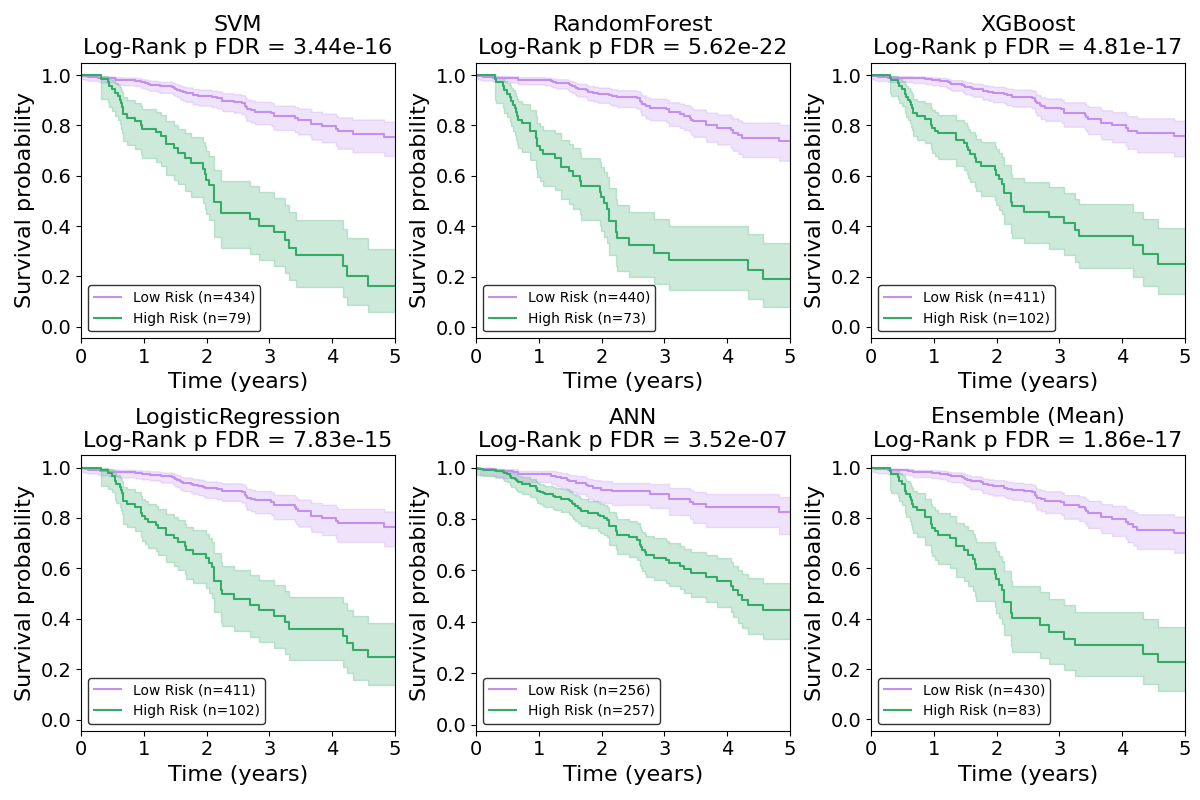 SVM
Log-Rank p FDR = 3.44e-16
Survival probability
1.0
0.8
0.6
0.4
0.2
0.0
Low Risk (n=434)
High Risk (n=79)
0 1 2 3 4 5
Time (years)
RandomForest
Log-Rank p FDR = 5.62e-22
Survival probability
1.0
0.8
0.6
0.4
0.2
0.0
Low Risk (n=440)
High Risk (n=73)
0 1 2 3 4 5
Time (years)
XGBoost
Log-Rank p FDR = 4.81e-17
Survival probability
1.0
0.8
0.6
0.4
0.2
0.0
Low Risk (n=411)
High Risk (n=102)
0 1 2 3 4 5
Time (years)
LogisticRegression
Log-Rank p FDR = 7.83e-15
Survival probability
1.0
0.8
0.6
0.4
0.2
0.0
Low Risk (n=411)
High Risk (n=102)
0 1 2 3 4 5
Time (years)
ANN
Log-Rank p FDR = 3.52e-07
Survival probability
1.0
0.8
0.6
0.4
0.2
0.0
Low Risk (n=256)
High Risk (n=257)
0 1 2 3 4 5
Time (years)
Ensemble (Mean)
Log-Rank p FDR = 1.86e-17
Survival probability
1.0
0.8
0.6
0.4
0.2
0.0
Low Risk (n=430)
High Risk (n=83)
0 1 2 3 4 5
Time (years)